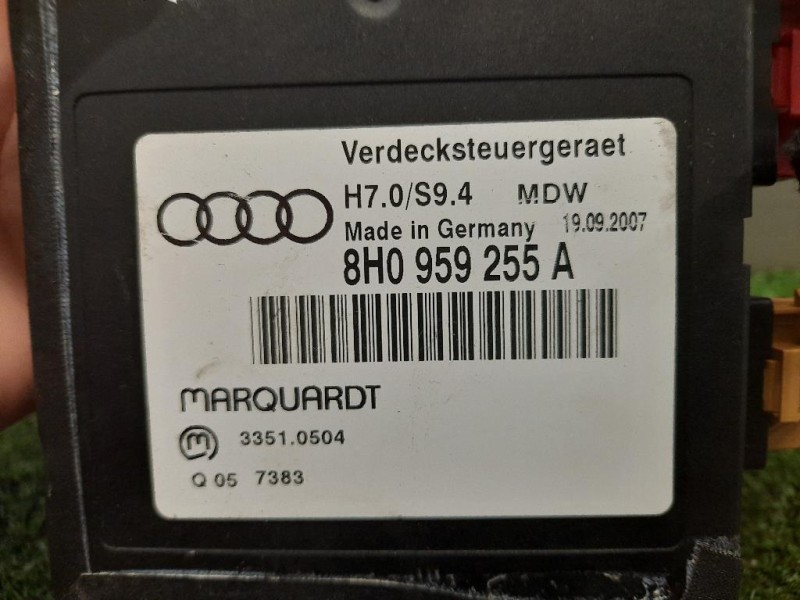 Verdecksteuergeraet
H7.0/S9.4 MDW
Made in Germany 19.09.2007
8H0 959 255 A
MARQUARDT
m 3351.0504
Q 05 7383